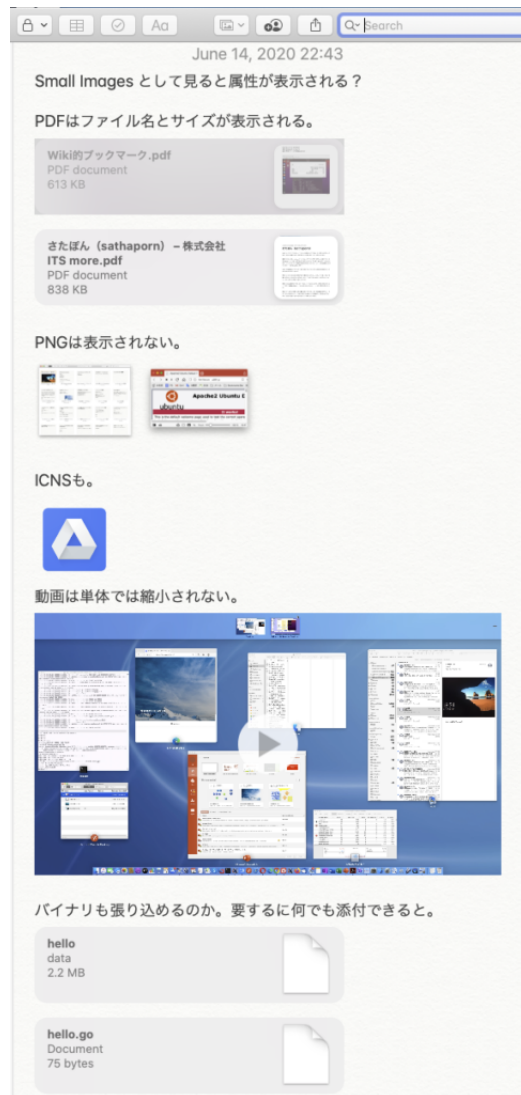 Aa
Search
June 14, 2020 22:43
Small Images として見ると属性が表示される？
PDFはファイル名とサイズが表示される。
Wiki的ブックマーク.pdf
PDF document
613 KB
さたぽん（sathaporn）– 株式会社
ITS more.pdf
PDF document
838 KB
PNGは表示されない。
Apache2 Ubuntu
ubuntu
ICNSも。
動画は単体では縮小されない。
バイナリも張り込めるのか。要するに何でも添付できると。
hello
data
2.2 MB
hello.go
Document
75 bytes